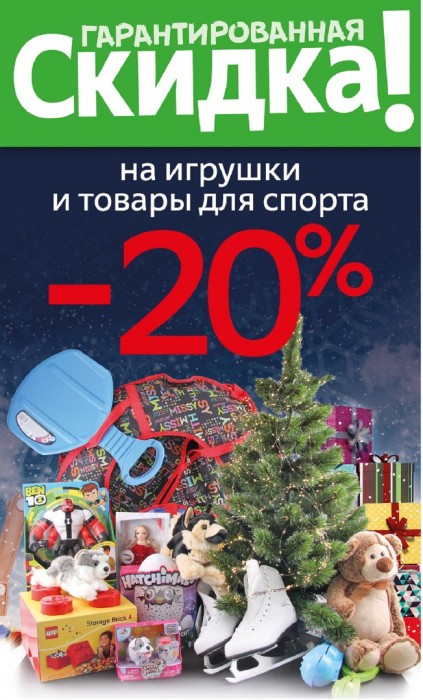 ГАРАНТИРОВАННАЯ
Скидка!
на игрушки
и товары для спорта
-20%
BEN
10
HATCHIMALS
LEGO
Storage Brick 4